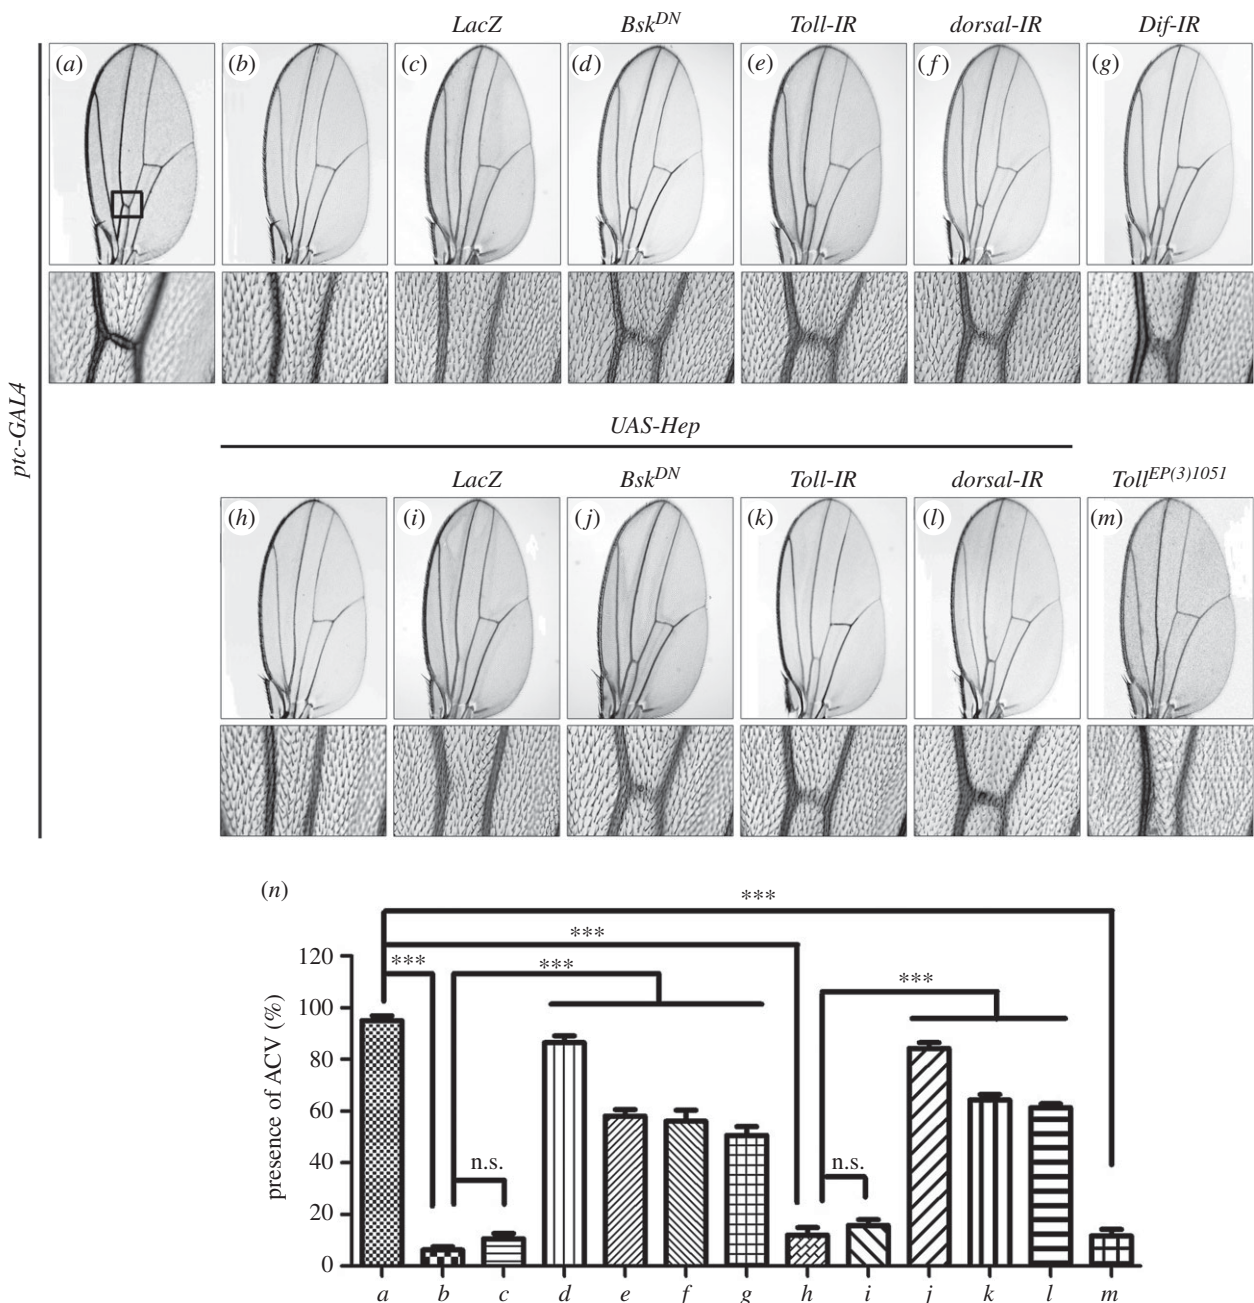 LacZ Bsk^DN Toll-IR dorsal-IR Dif-IR
(a) (b) (c) (d) (e) (f) (g)
ptc-GAL4
UAS-Hep
LacZ Bsk^DN Toll-IR dorsal-IR Toll^EP(3)1051
(h) (i) (j) (k) (l) (m)
(n)
***
***
*** *** ***
n.s. n.s.
presence of ACV (%)
120
100
80
60
40
20
0
a b c d e f g h i j k l m